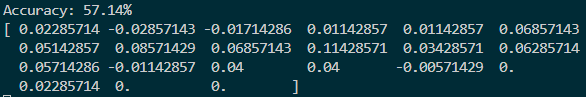 Accuracy: 57.14%
[ 0.02285714 -0.02857143 -0.01714286  0.01142857  0.01142857  0.06857143
  0.05142857  0.08571429  0.06857143  0.11428571  0.03428571  0.06285714
  0.05714286 -0.01142857  0.04        0.04       -0.00571429  0.
  0.02285714  0.          0.        ]